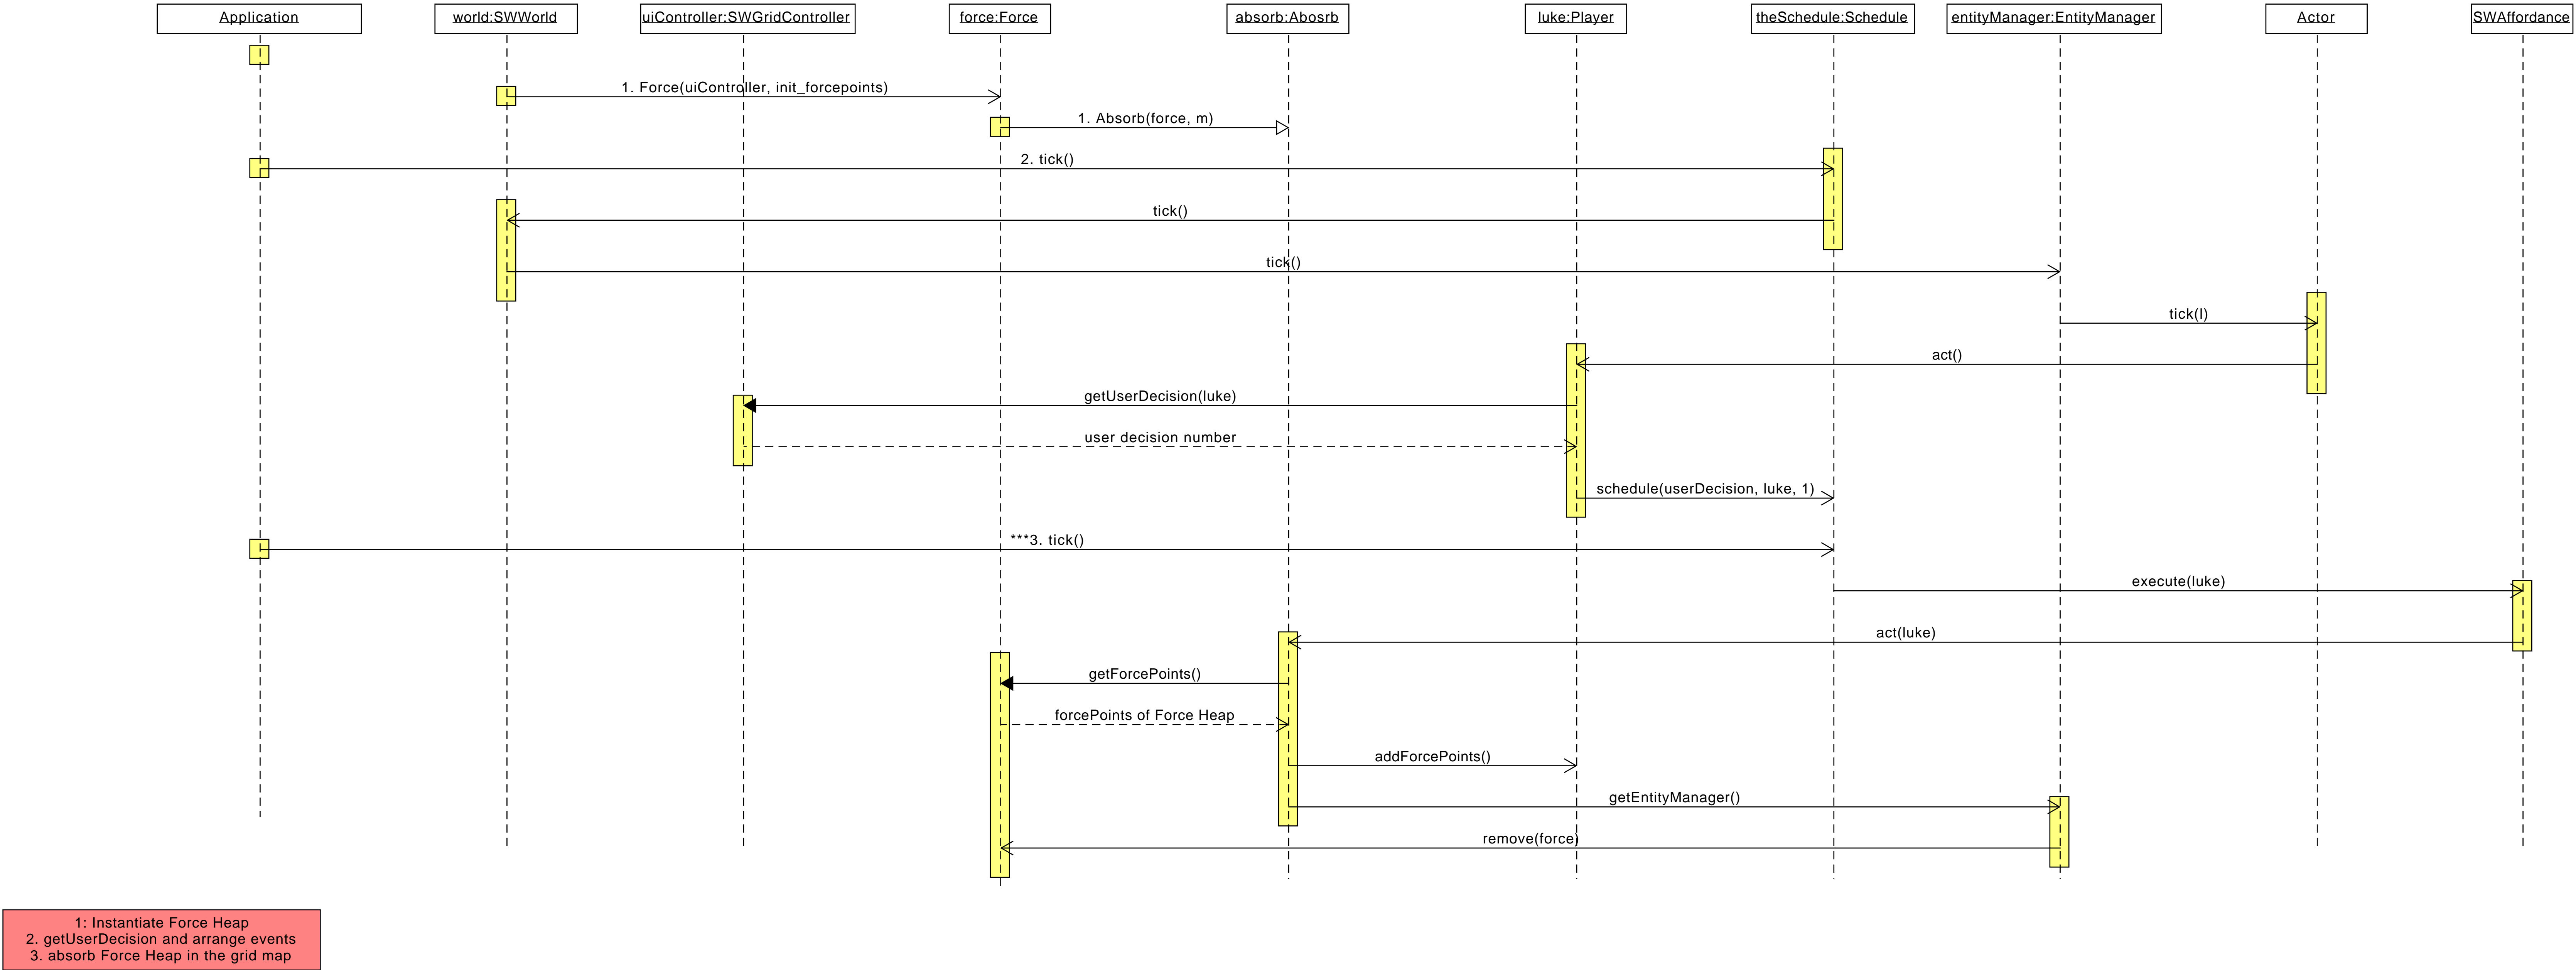 Application
world:SWWorld
uiController:SWGridController
force:Force
absorb:Abosrb
luke:Player
theSchedule:Schedule
entityManager:EntityManager
Actor
SWAffordance
1. Force(uiController, init_forcepoints)
1. Absorb(force, m)
2. tick()
tick()
tick()
tick(l)
act()
getUserDecision(luke)
user decision number
schedule(userDecision, luke, 1)
***3. tick()
execute(luke)
act(luke)
getForcePoints()
forcePoints of Force Heap
addForcePoints()
getEntityManager()
remove(force)
1: Instantiate Force Heap
2. getUserDecision and arrange events
3. absorb Force Heap in the grid map